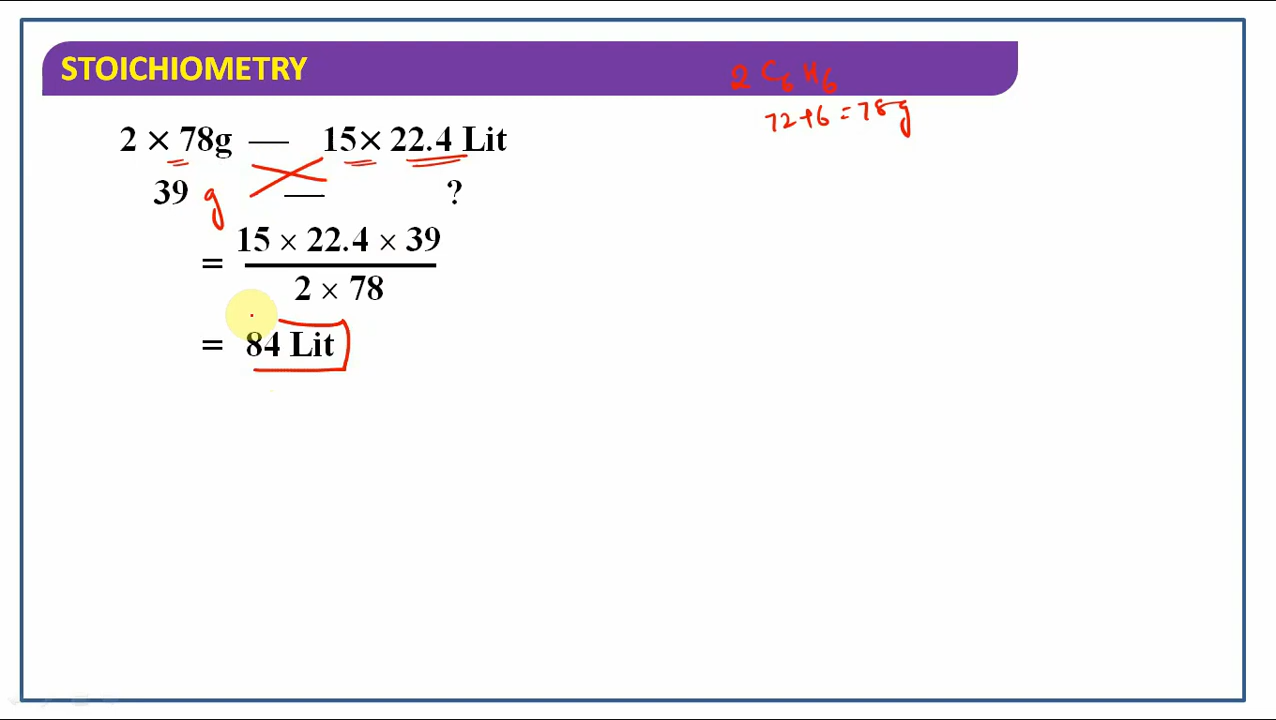 STOICHIOMETRY
2 C6 H6
72+6 = 78g
2 × 78g — 15× 22.4 Lit
39 g — ?
= 15 × 22.4 × 39
2 × 78
= 84 Lit